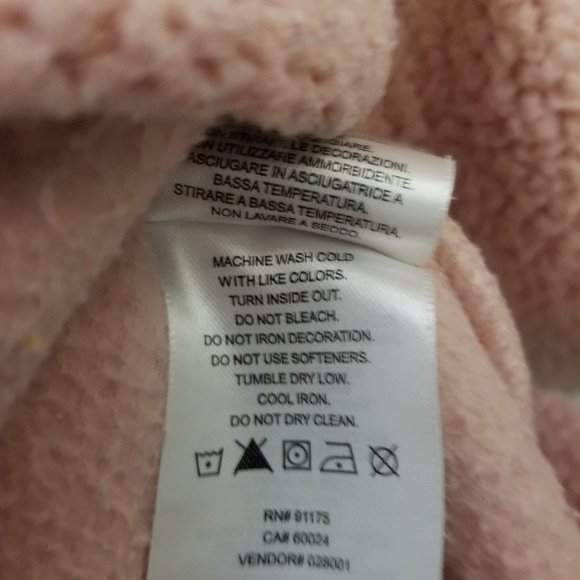 DECORAZIONI.
UTILIZZARE AMMORBIDENTE.
ASCIUGARE IN ASCIUGATRICE A
BASSA TEMPERATURA.
STIRARE A BASSA TEMPERATURA.
NON LAVARE A SECCO.
MACHINE WASH COLD
WITH LIKE COLORS.
TURN INSIDE OUT.
DO NOT BLEACH.
DO NOT IRON DECORATION.
DO NOT USE SOFTENERS.
TUMBLE DRY LOW.
COOL IRON.
DO NOT DRY CLEAN.
RN# 91175
CA# 60024
VENDOR# 028001